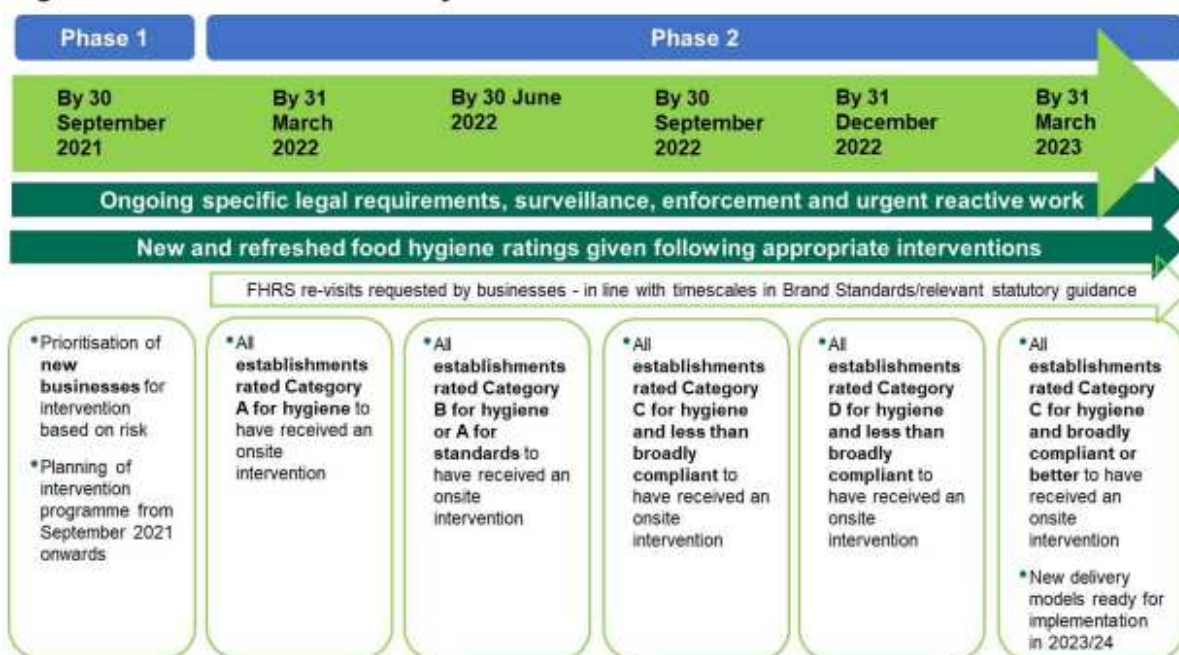 Phase 1
Phase 2
By 30
September
2021
By 31
March
2022
By 30 June
2022
By 30
September
2022
By 31
December
2022
By 31
March
2023
Ongoing specific legal requirements, surveillance, enforcement and urgent reactive work
New and refreshed food hygiene ratings given following appropriate interventions
FHRS re-visits requested by businesses - in line with timescales in Brand Standards/relevant statutory guidance
•Prioritisation of
new
businesses for
intervention
based on risk
•Planning of
intervention
programme from
September 2021
onwards
•All
establishments
rated Category
A for hygiene to
have received an
onsite
intervention
•All
establishments
rated Category
B for hygiene
or A for
standards to
have received an
onsite
intervention
•All
establishments
rated Category
C for hygiene
and less than
broadly
compliant to
have received an
onsite
intervention
•All
establishments
rated Category
D for hygiene
and less than
broadly
compliant to
have received an
onsite
intervention
•All
establishments
rated Category
C for hygiene
and broadly
compliant or
better to have
received an
onsite
intervention
•New delivery
models ready for
implementation
in 2023/24